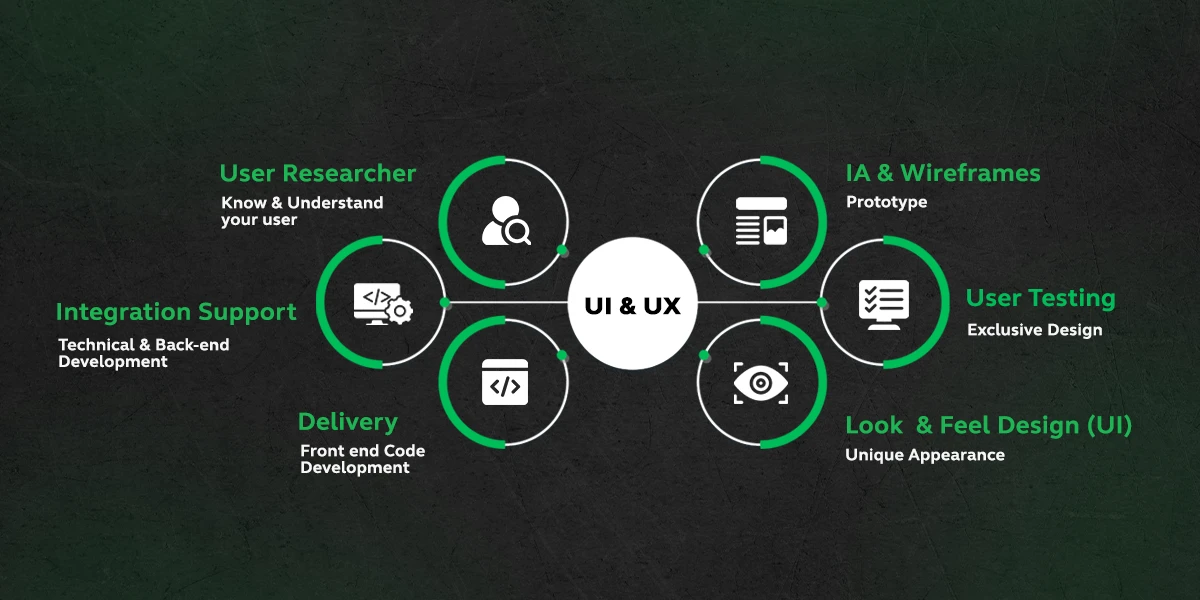 User Researcher
Know & Understand
your user
Integration Support
Technical & Back-end
Development
Delivery
Front end Code
Development
UI & UX
IA & Wireframes
Prototype
User Testing
Exclusive Design
Look & Feel Design (UI)
Unique Appearance